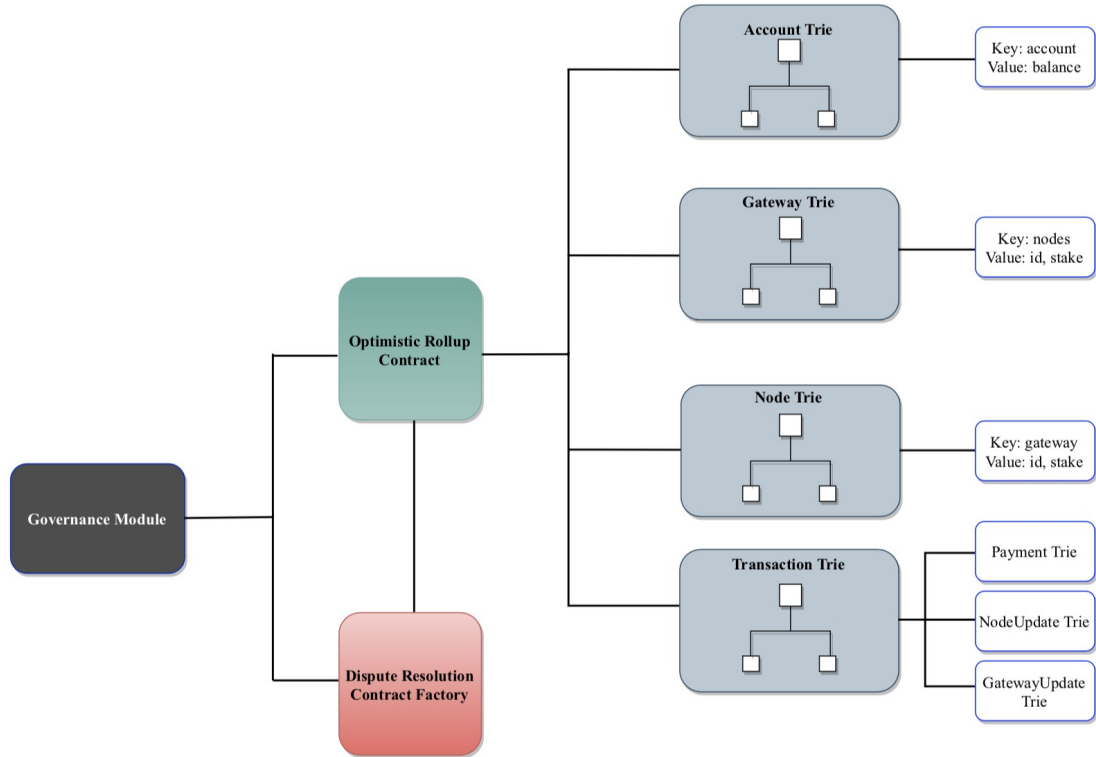 Account Trie
Key: account
Value: balance
Gateway Trie
Key: nodes
Value: id, stake
Optimistic Rollup
Contract
Node Trie
Key: gateway
Value: id, stake
Governance Module
Transaction Trie
Payment Trie
NodeUpdate Trie
GatewayUpdate
Trie
Dispute Resolution
Contract Factory